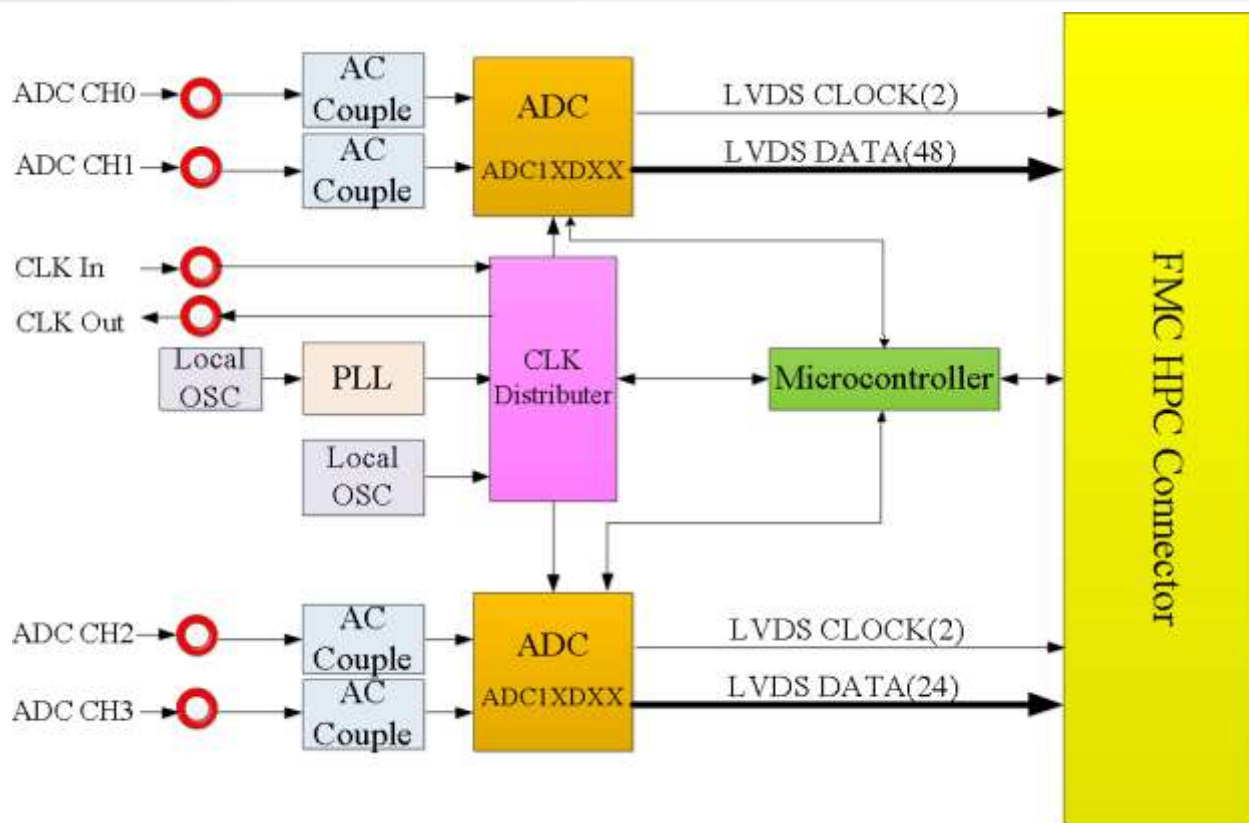 ADC CH0
AC
Couple
ADC
ADC1XDXX
LVDS CLOCK(2)
ADC CH1
AC
Couple
LVDS DATA(48)
CLK In
CLK Out
Local
OSC
PLL
CLK
Distributer
Microcontroller
Local
OSC
ADC CH2
AC
Couple
ADC
ADC1XDXX
LVDS CLOCK(2)
ADC CH3
AC
Couple
LVDS DATA(24)
FMC HPC Connector